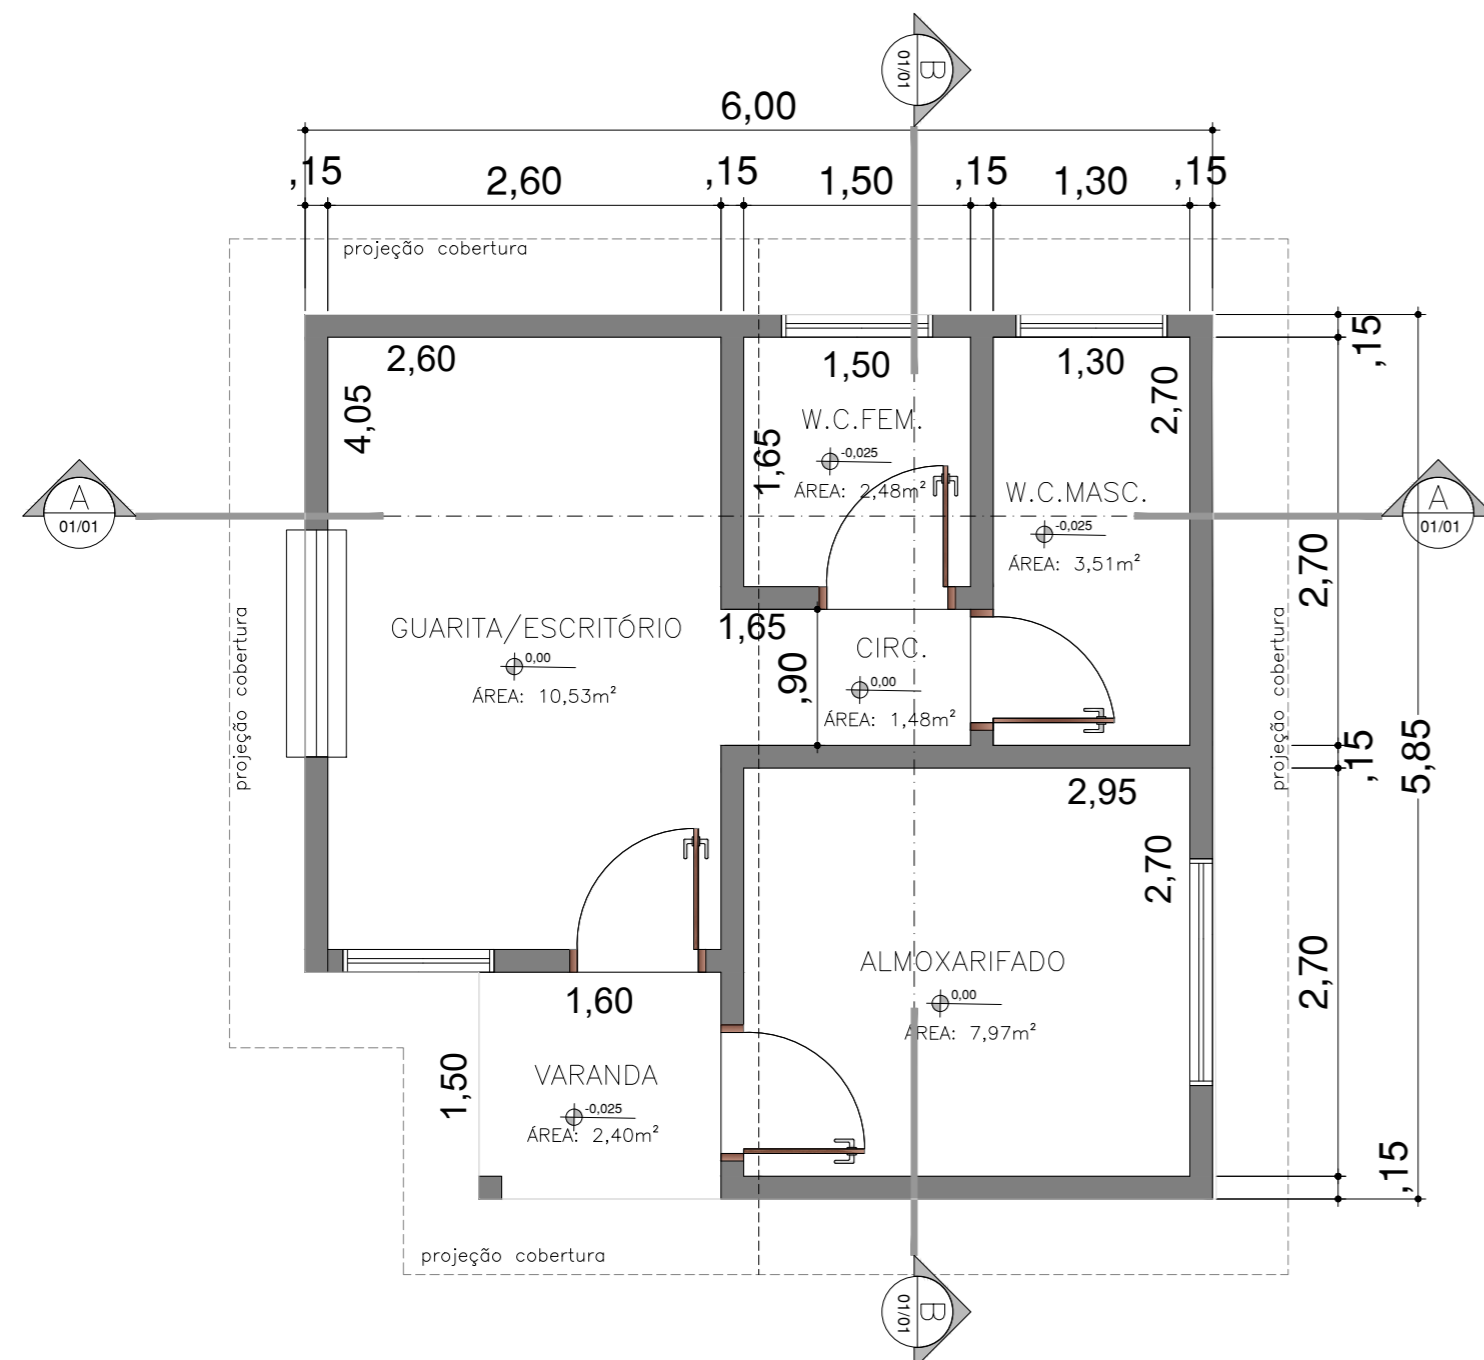 B
01/01
6,00
,15
2,60
,15
1,50
,15
1,30
,15
projeção cobertura
2,60
4,05
1,50
1,65
W.C.FEM.
-0,025
ÁREA: 2,48m²
1,30
2,70
W.C.MASC.
-0,025
ÁREA: 3,51m²
,15
A
01/01
A
01/01
2,70
projeção cobertura
GUARITA/ESCRITÓRIO
0,00
ÁREA: 10,53m²
1,65
,90
CIRC.
0,00
ÁREA: 1,48m²
projeção cobertura
,15
5,85
2,95
2,70
ALMOXARIFADO
0,00
ÁREA: 7,97m²
2,70
1,60
1,50
VARANDA
-0,025
ÁREA: 2,40m²
,15
projeção cobertura
B
01/01